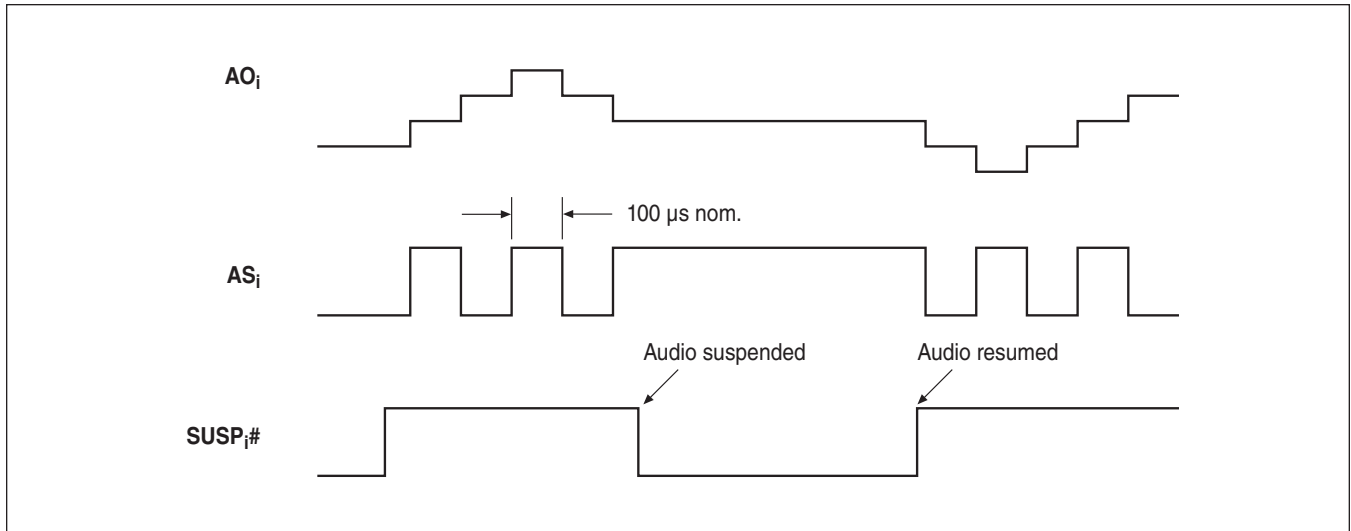 AOi
100 µs nom.
ASi
Audio suspended
Audio resumed
SUSPi#